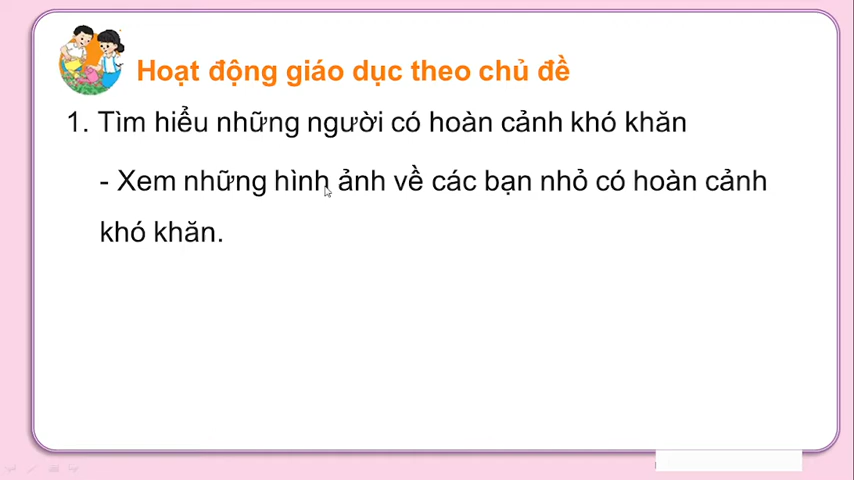 Hoạt động giáo dục theo chủ đề
1. Tìm hiểu những người có hoàn cảnh khó khăn
- Xem những hình ảnh về các bạn nhỏ có hoàn cảnh
khó khăn.